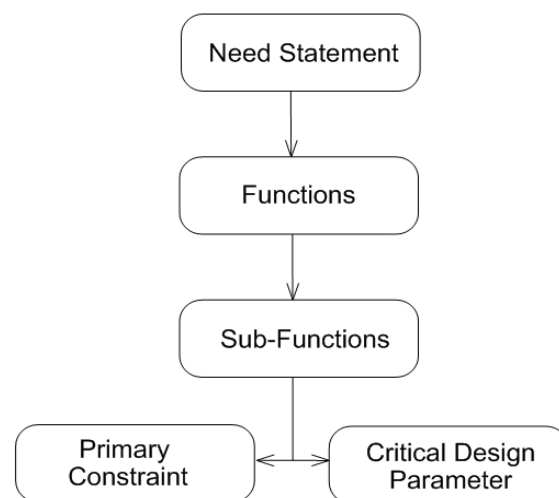 Need Statement
Functions
Sub-Functions
Primary
Constraint
Critical Design
Parameter